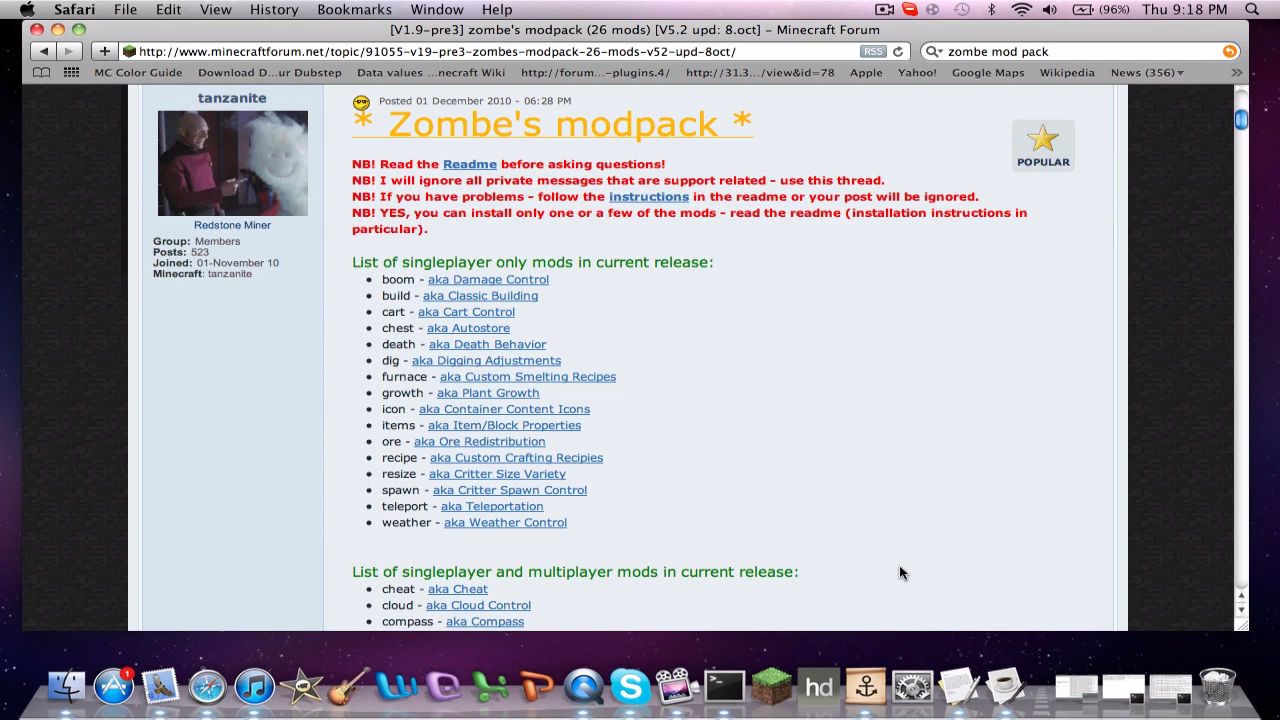 Safari File Edit View History Bookmarks Window Help (96%) Thu 9:18 PM
[V1.9-pre3] zombe's modpack (26 mods) [V5.2 upd: 8.oct] – Minecraft Forum
http://www.minecraftforum.net/topic/91055-v19-pre3-zombes-modpack-26-mods-v52-upd-8oct/ RSS zombe mod pack
MC Color Guide Download D...ur Dubstep Data values ...necraft Wiki http://forum...-plugins.4/ http://31.3.../view&id=78 Apple Yahoo! Google Maps Wikipedia News (356)
tanzanite
Redstone Miner
Group: Members
Posts: 523
Joined: 01-November 10
Minecraft: tanzanite
Posted 01 December 2010 - 06:28 PM
* Zombe's modpack *
POPULAR
NB! Read the Readme before asking questions!
NB! I will ignore all private messages that are support related - use this thread.
NB! If you have problems - follow the instructions in the readme or your post will be ignored.
NB! YES, you can install only one or a few of the mods - read the readme (installation instructions in
particular).
List of singleplayer only mods in current release:
boom - aka Damage Control
build - aka Classic Building
cart - aka Cart Control
chest - aka Autostore
death - aka Death Behavior
dig - aka Digging Adjustments
furnace - aka Custom Smelting Recipes
growth - aka Plant Growth
icon - aka Container Content Icons
items - aka Item/Block Properties
ore - aka Ore Redistribution
recipe - aka Custom Crafting Recipies
resize - aka Critter Size Variety
spawn - aka Critter Spawn Control
teleport - aka Teleportation
weather - aka Weather Control
List of singleplayer and multiplayer mods in current release:
cheat - aka Cheat
cloud - aka Cloud Control
compass - aka Compass
1
hd